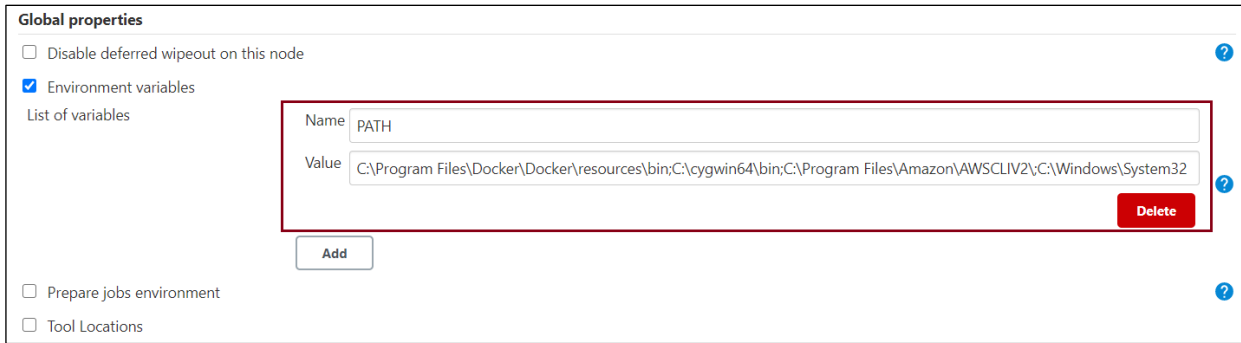 Global properties
Disable deferred wipeout on this node
?
Environment variables
List of variables
Name PATH
Value C:\Program Files\Docker\Docker\resources\bin;C:\cygwin64\bin;C:\Program Files\Amazon\AWSCLIV2\;C:\Windows\System32
?
Delete
Add
Prepare jobs environment
?
Tool Locations